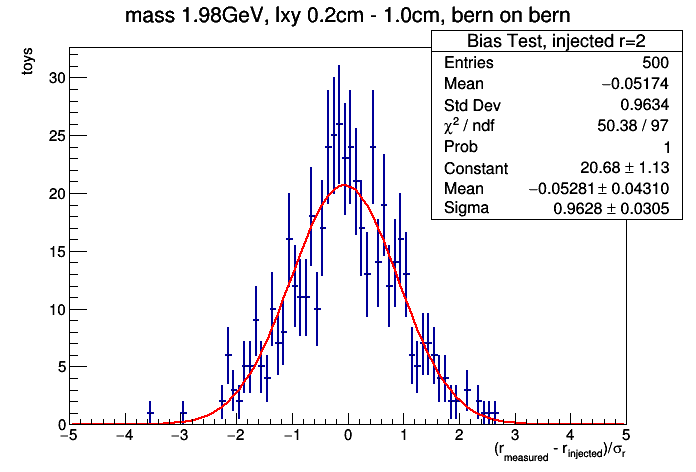 mass 1.98GeV, lxy 0.2cm - 1.0cm, bern on bern
toys
Bias Test, injected r=2
Entries 500
Mean −0.05174
Std Dev 0.9634
χ² / ndf 50.38 / 97
Prob 1
Constant 20.68 ± 1.13
Mean −0.05281 ± 0.04310
Sigma 0.9628 ± 0.0305
30
25
20
15
10
5
0
−5 −4 −3 −2 −1 0 1 2 3 4 5
(r_measured - r_injected)/σ_r